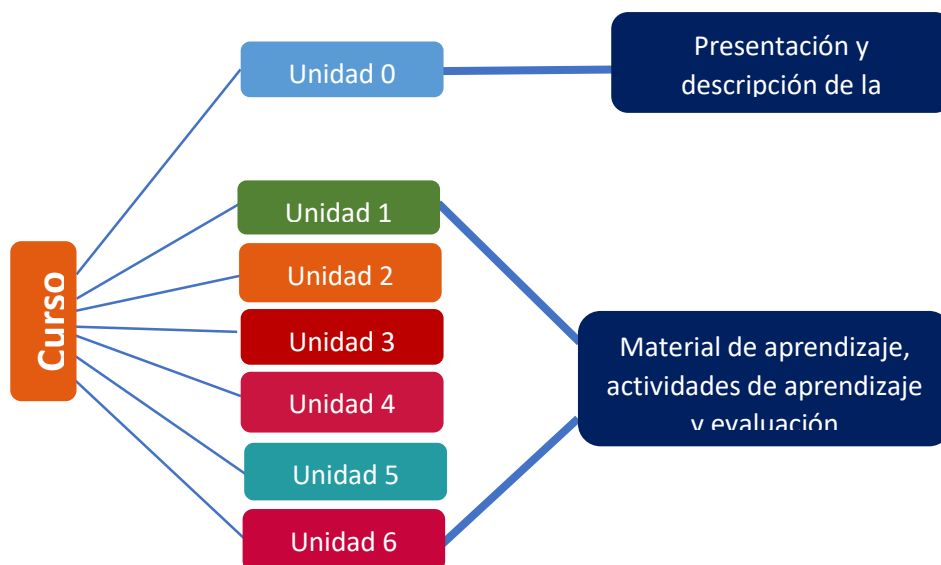 Unidad 0
Presentación y
descripción de la
Unidad 1
Unidad 2
Unidad 3
Unidad 4
Unidad 5
Unidad 6
Curso
Material de aprendizaje,
actividades de aprendizaje
y evaluación